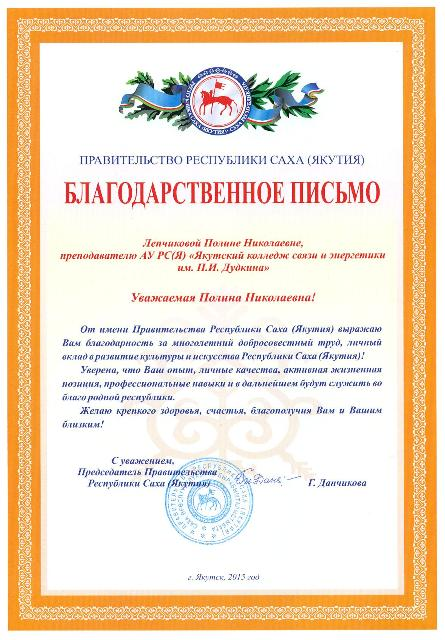 ПРАВИТЕЛЬСТВО РЕСПУБЛИКИ САХА (ЯКУТИЯ)
БЛАГОДАРСТВЕННОЕ ПИСЬМО
Лепчиковой Полине Николаевне,
преподавателю АУ РС(Я) «Якутский колледж связи и энергетики
им. П.И. Дудкина»
Уважаемая Полина Николаевна!
От имени Правительства Республики Саха (Якутия) выражаю
Вам благодарность за многолетний добросовестный труд, личный
вклад в развитие культуры и искусства Республики Саха (Якутия)!
Уверена, что Ваш опыт, личные качества, активная жизненная
позиция, профессиональные навыки и в дальнейшем будут служить во
благо родной республики.
Желаю крепкого здоровья, счастья, благополучия Вам и Вашим
близким!
С уважением,
Председатель Правительства
Республики Саха (Якутия)
Г. Данчикова
г. Якутск, 2015 год